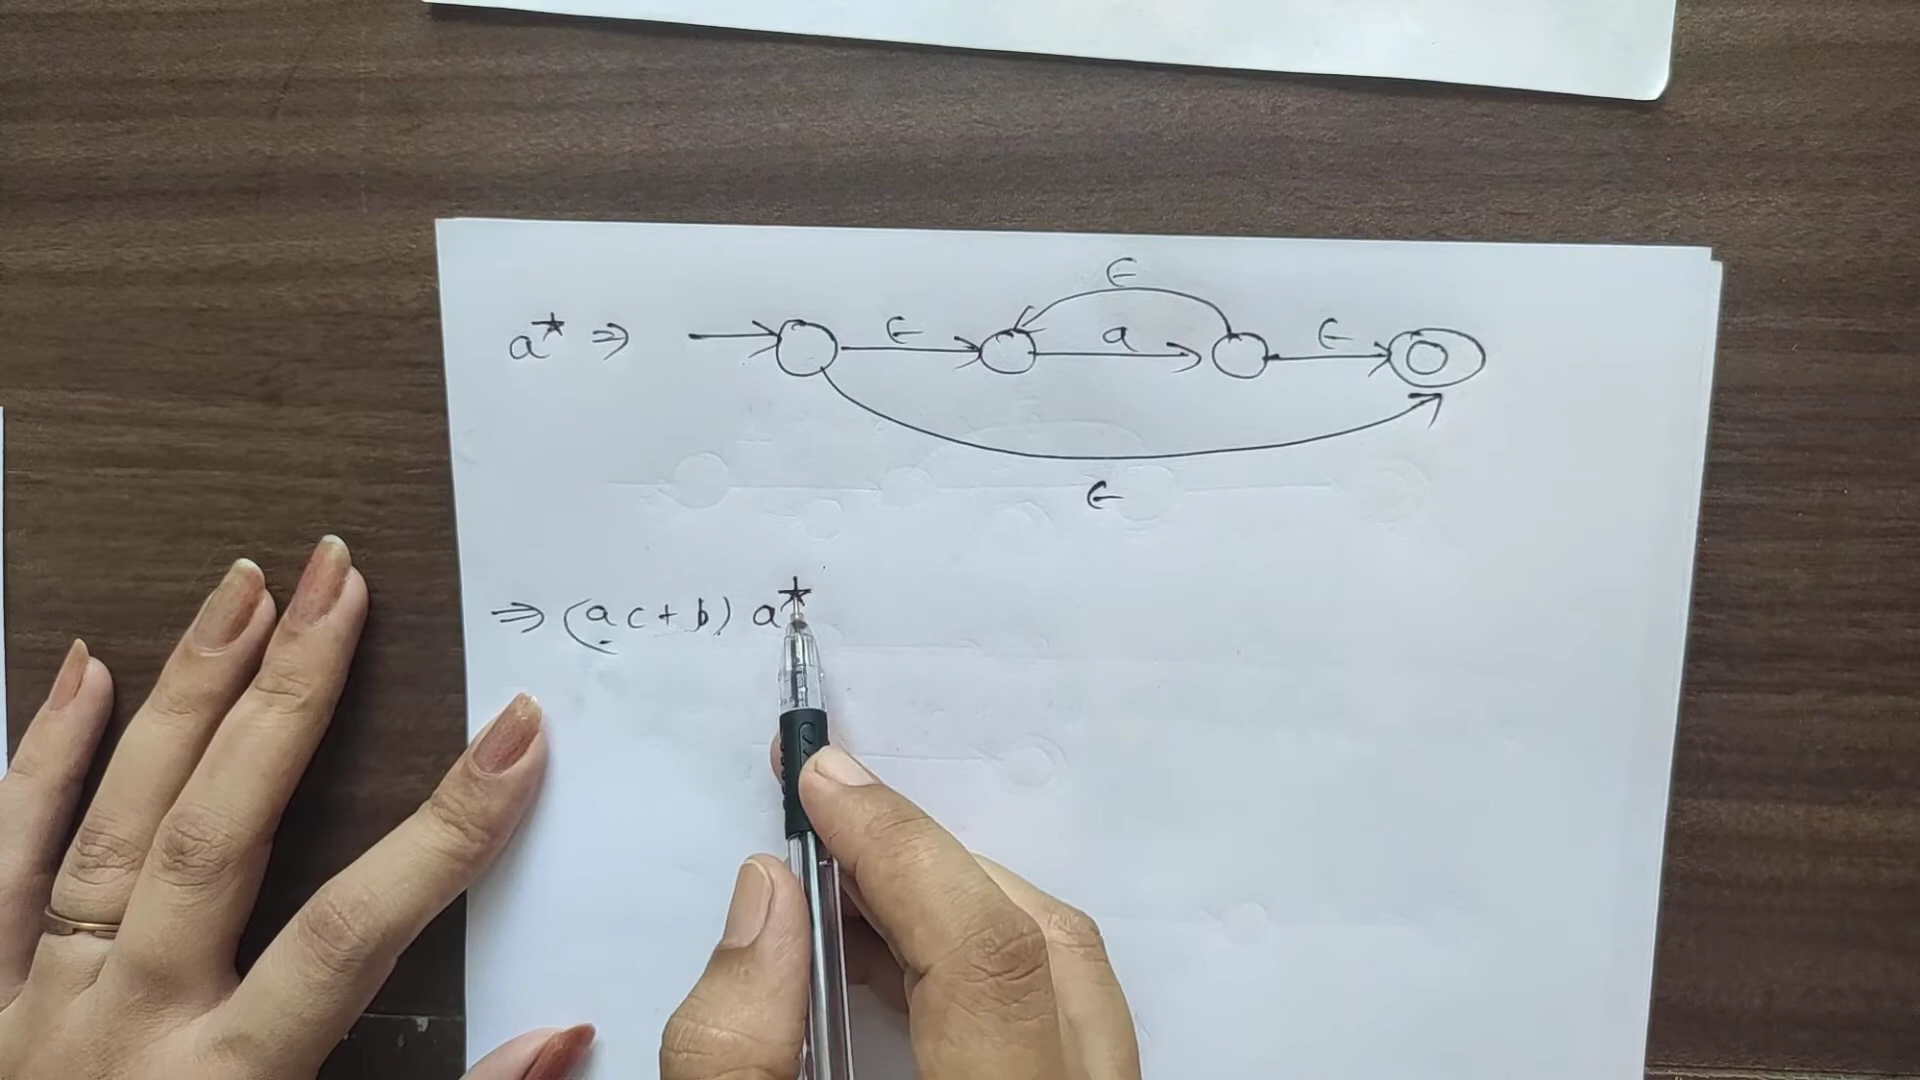 ∈
a* ⇒ ∈ a ∈
∈
⇒ (ac+b) a*